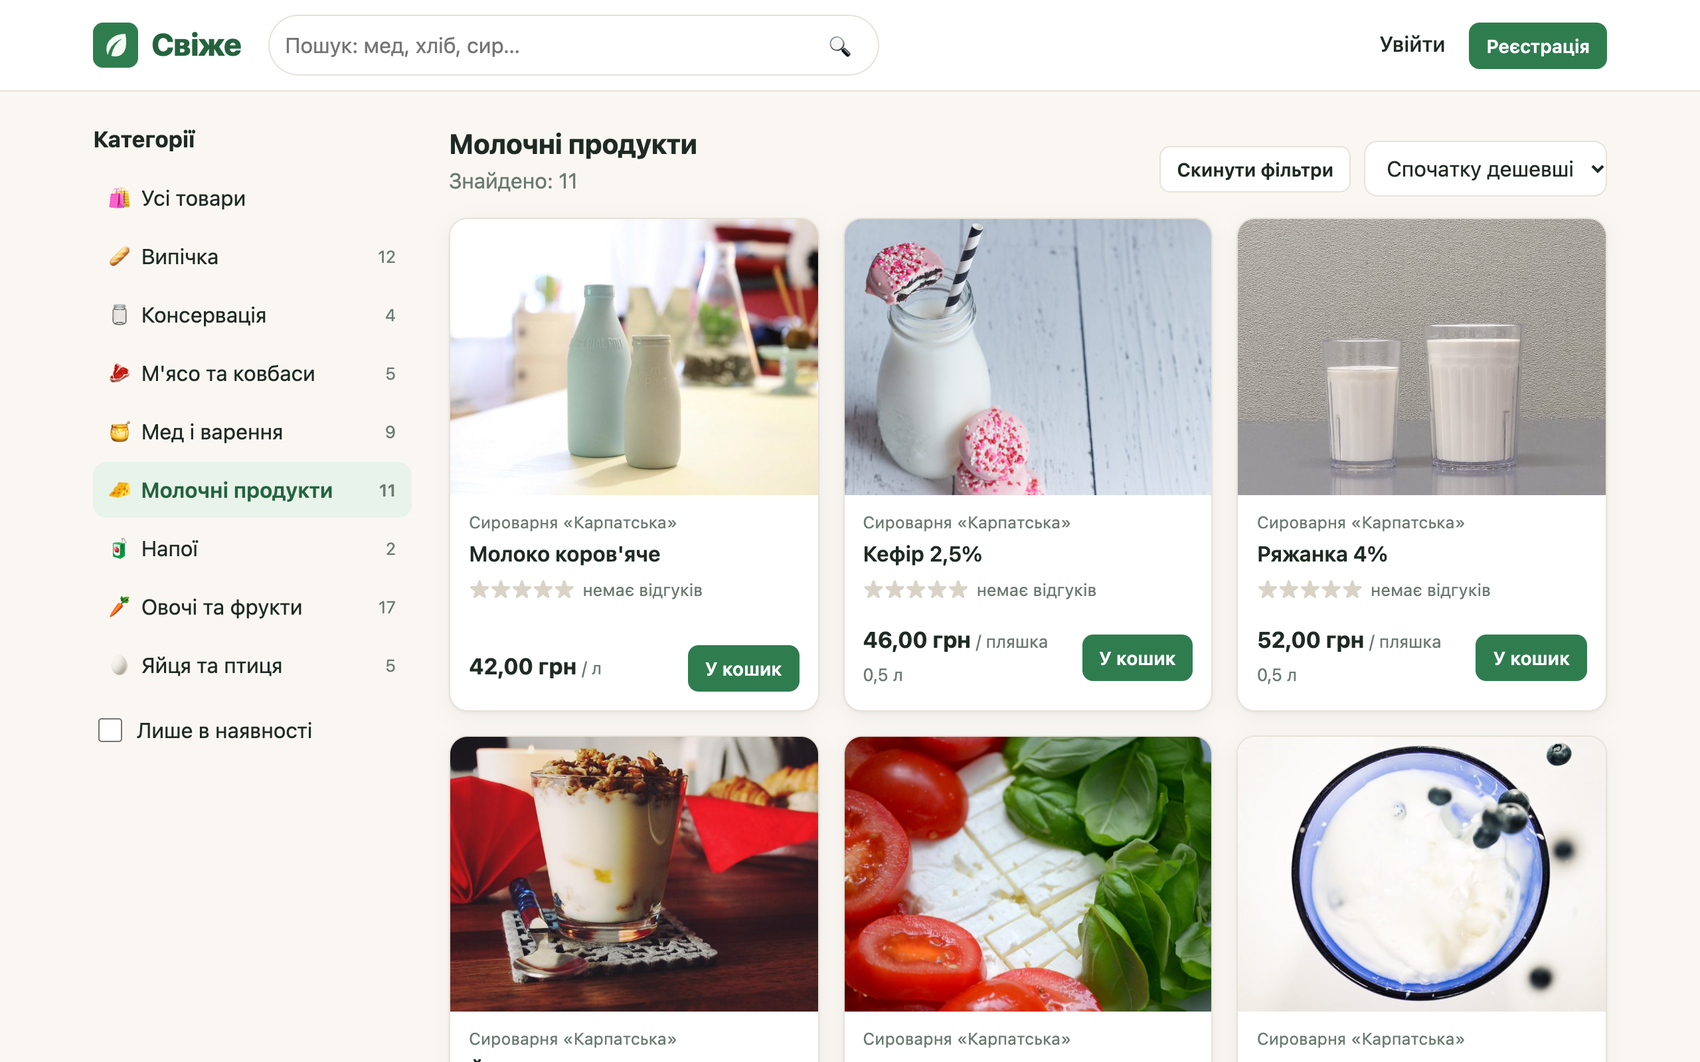 Свіже
Пошук: мед, хліб, сир...
Увійти
Реєстрація
Категорії
Усі товари
Випічка 12
Консервація 4
М'ясо та ковбаси 5
Мед і варення 9
Молочні продукти 11
Напої 2
Овочі та фрукти 17
Яйця та птиця 5
Лише в наявності
Молочні продукти
Знайдено: 11
Скинути фільтри
Спочатку дешевші
Сироварня «Карпатська»
Молоко коров'яче
немає відгуків
42,00 грн / л
У кошик
Сироварня «Карпатська»
Кефір 2,5%
немає відгуків
46,00 грн / пляшка
0,5 л
У кошик
Сироварня «Карпатська»
Ряжанка 4%
немає відгуків
52,00 грн / пляшка
0,5 л
У кошик
Сироварня «Карпатська»
Сироварня «Карпатська»
Сироварня «Карпатська»